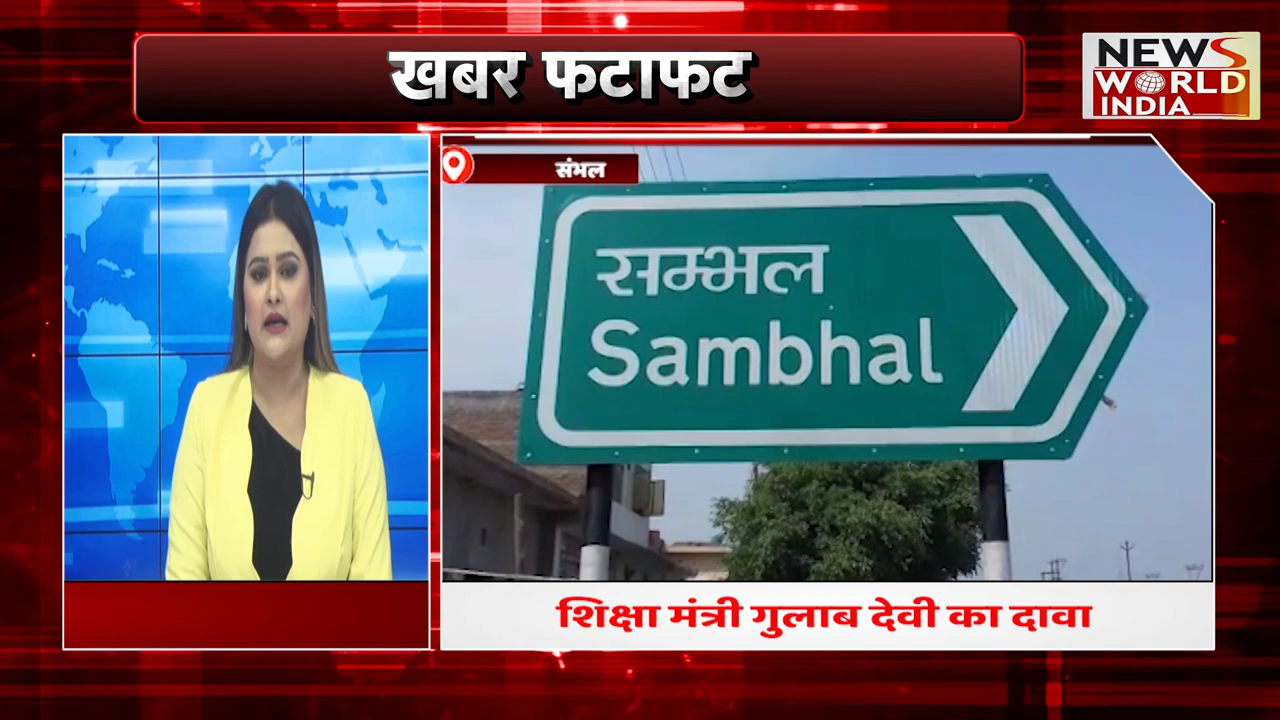 खबर फटाफट
NEWS
WORLD
INDIA
संभल
सम्भल
Sambhal
शिक्षा मंत्री गुलाब देवी का दावा